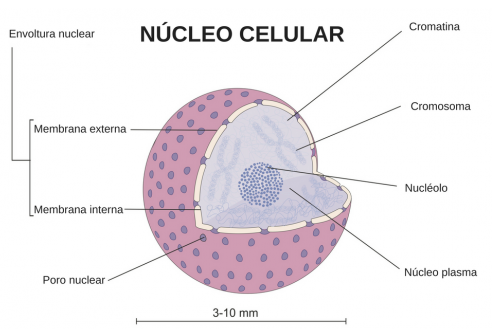 NÚCLEO CELULAR
Envoltura nuclear
Membrana externa
Membrana interna
Poro nuclear
Cromatina
Cromosoma
Nucléolo
Núcleo plasma
3-10 mm